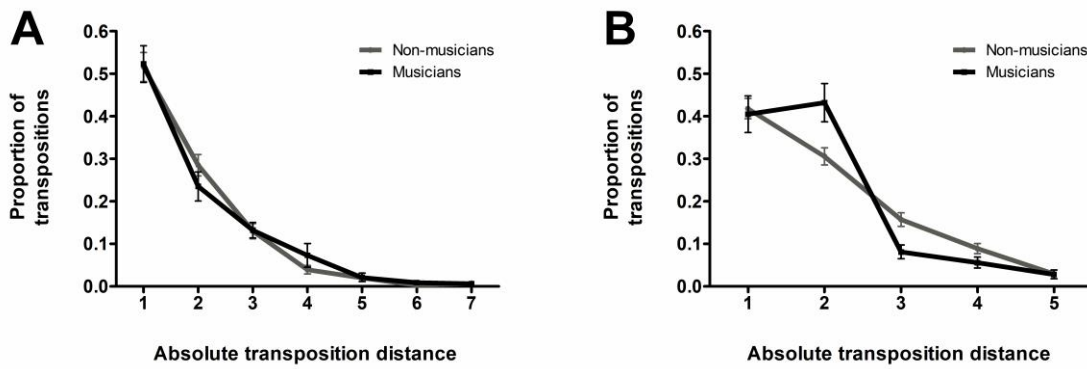 A
Proportion of
transpositions
0.6
0.5
0.4
0.3
0.2
0.1
0.0
Non-musicians
Musicians
1 2 3 4 5 6 7
Absolute transposition distance
B
Proportion of
transpositions
0.6
0.5
0.4
0.3
0.2
0.1
0.0
Non-musicians
Musicians
1 2 3 4 5
Absolute transposition distance